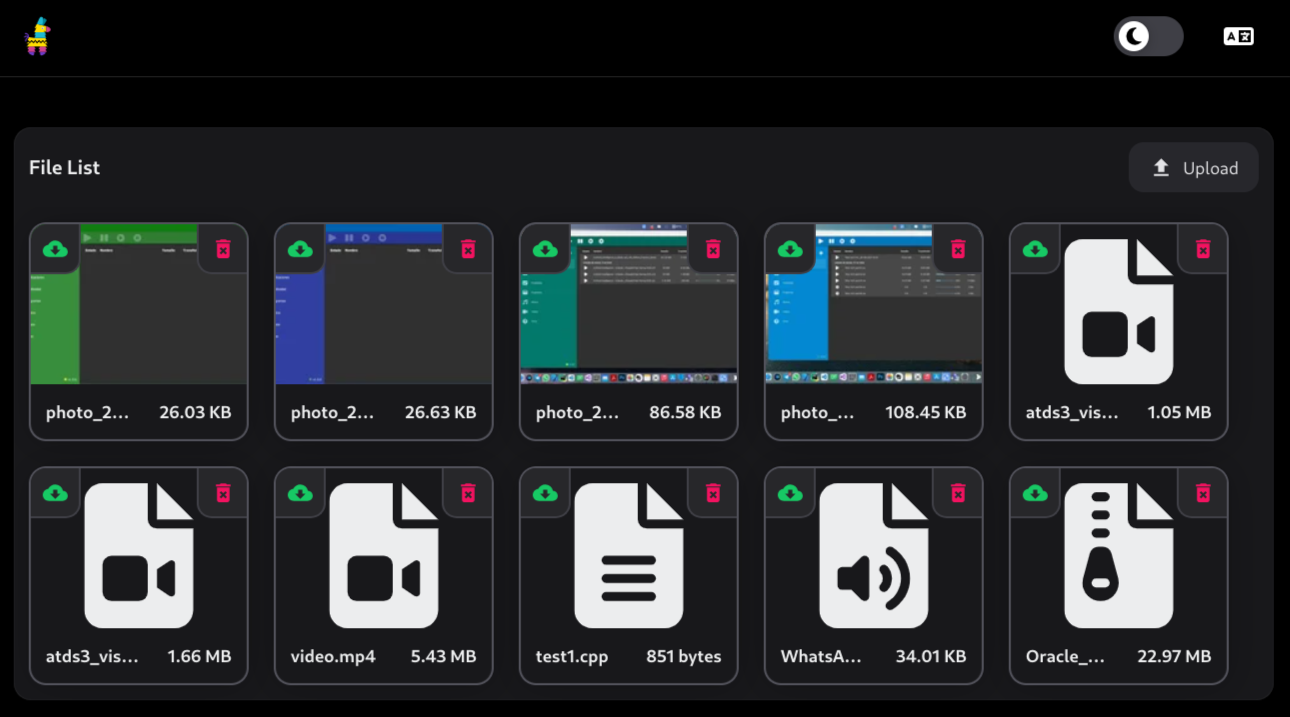 File List
Upload
photo_2... 26.03 KB
photo_2... 26.63 KB
photo_2... 86.58 KB
photo_... 108.45 KB
atds3_vis... 1.05 MB
atds3_vis... 1.66 MB
video.mp4 5.43 MB
test1.cpp 851 bytes
WhatsA... 34.01 KB
Oracle_... 22.97 MB